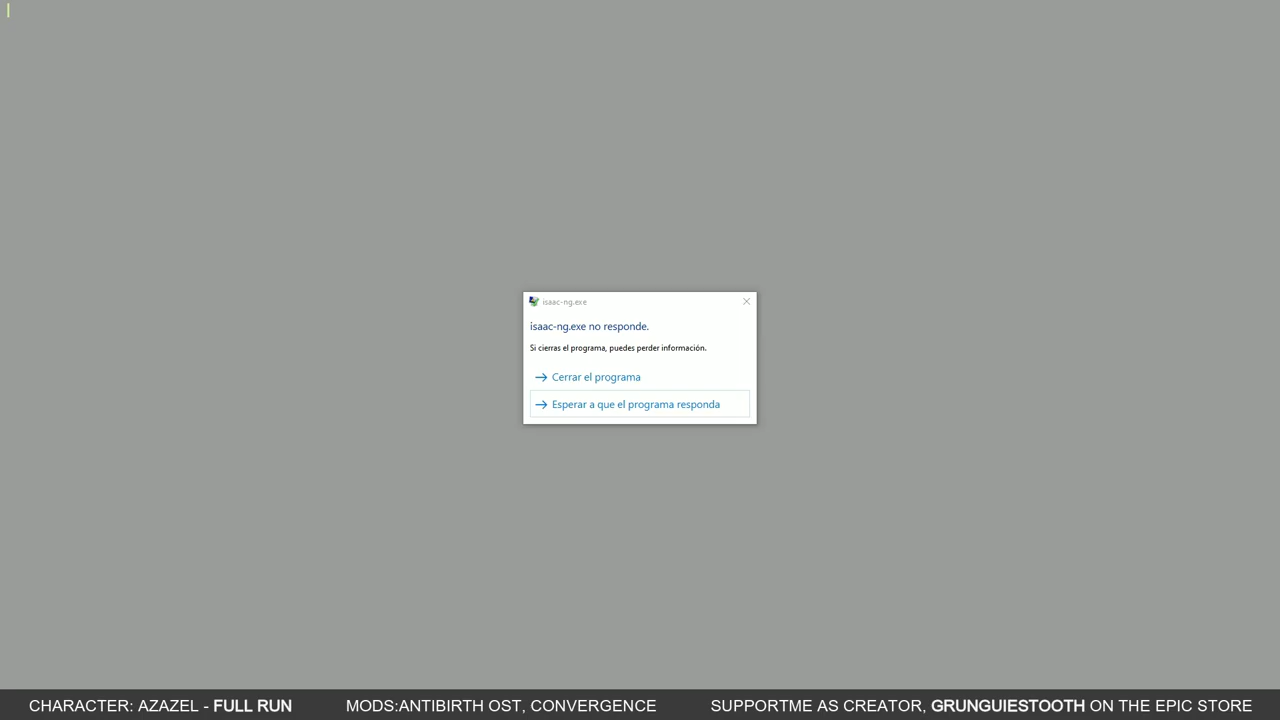 isaac-ng.exe
isaac-ng.exe no responde.
Si cierras el programa, puedes perder información.
Cerrar el programa
Esperar a que el programa responda
CHARACTER: AZAZEL - FULL RUN
MODS:ANTIBIRTH OST, CONVERGENCE
SUPPORTME AS CREATOR, GRUNGUIESTOOTH ON THE EPIC STORE